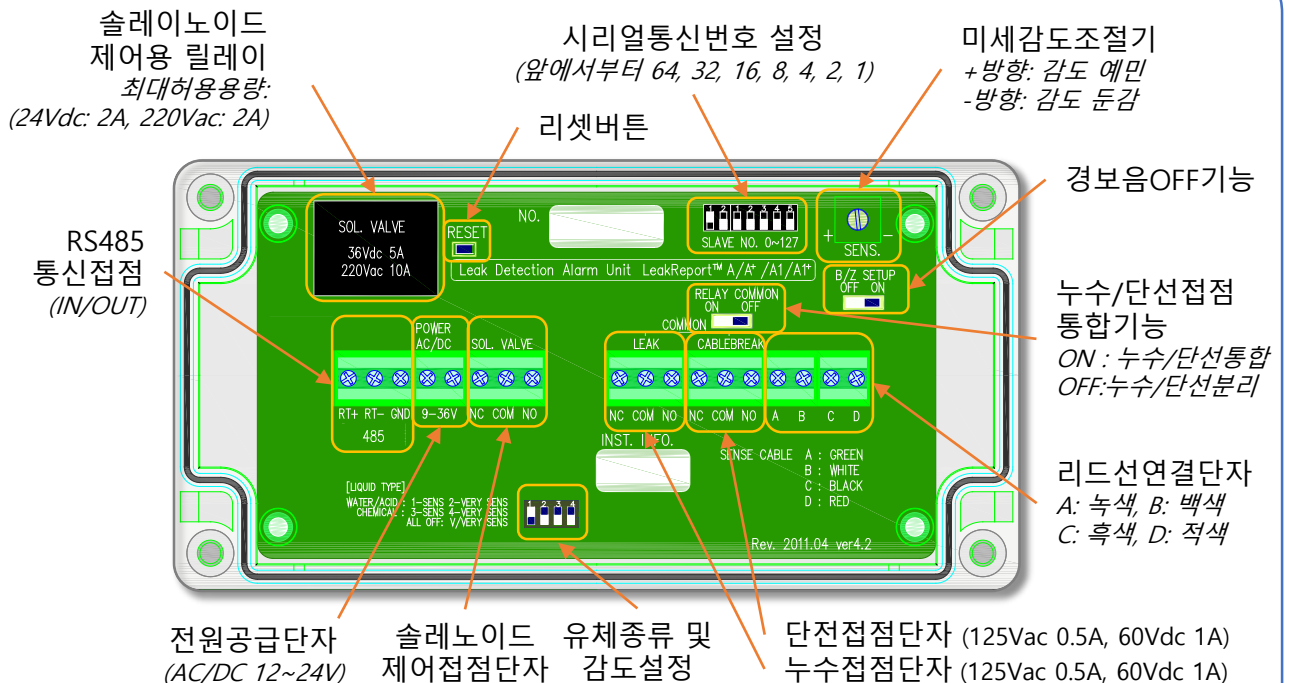 솔레이노이드
제어용 릴레이
최대허용용량:
(24Vdc: 2A, 220Vac: 2A)
시리얼통신번호 설정
(앞에서부터 64, 32, 16, 8, 4, 2, 1)
미세감도조절기
+방향: 감도 예민
-방향: 감도 둔감
리셋버튼
경보음OFF기능
RS485
통신접점
(IN/OUT)
누수/단선접점
통합기능
ON : 누수/단선통합
OFF:누수/단선분리
리드선연결단자
A: 녹색, B: 백색
C: 흑색, D: 적색
SOL. VALVE
36Vdc 5A
220Vac 10A
RESET
NO.
1 2 1 2 3 4 5
SLAVE NO. 0~127
+ -
SENS.
Leak Detection Alarm Unit LeakReport™ A/A+/A1/A1+
B/Z SETUP
OFF ON
RELAY COMMON
ON OFF
COMMON
POWER
AC/DC
SOL. VALVE
LEAK
CABLEBREAK
RT+ RT- GND
9-36V
NC COM NO
NC COM NO
NC COM NO
A B C D
485
INST. INFO.
SENSE CABLE A : GREEN
B : WHITE
C : BLACK
D : RED
[LIQUID TYPE]
WATER/ACID : 1-SENS 2-VERY SENS
CHEMICAL : 3-SENS 4-VERY SENS
ALL OFF: V/VERY SENS
1 2 3 4
Rev. 2011.04 ver4.2
전원공급단자
(AC/DC 12~24V)
솔레노이드
제어접점단자
유체종류 및
감도설정
단전접점단자 (125Vac 0.5A, 60Vdc 1A)
누수접점단자 (125Vac 0.5A, 60Vdc 1A)